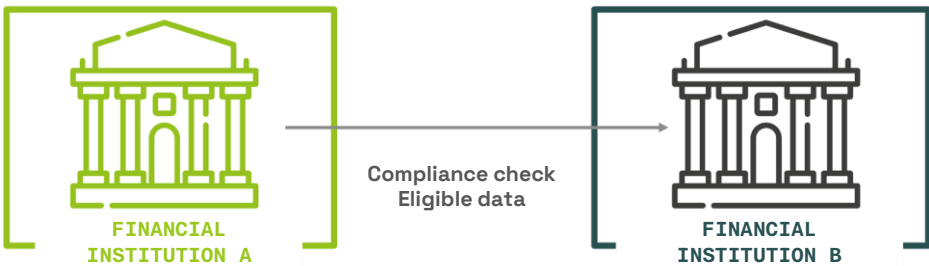 Compliance check
Eligible data
FINANCIAL
INSTITUTION A
FINANCIAL
INSTITUTION B